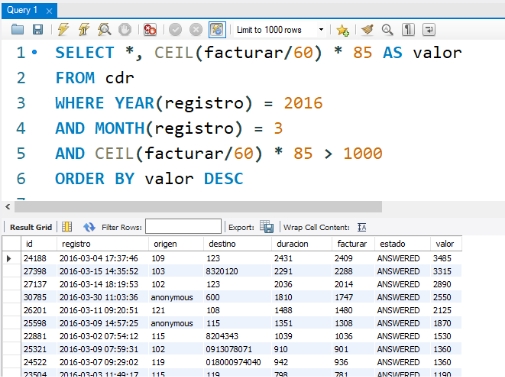 Query 1
Limit to 1000 rows
1 SELECT *, CEIL(facturar/60) * 85 AS valor
2 FROM cdr
3 WHERE YEAR(registro) = 2016
4 AND MONTH(registro) = 3
5 AND CEIL(facturar/60) * 85 > 1000
6 ORDER BY valor DESC
Result Grid Filter Rows: Export: Wrap Cell Content:
id registro origen destino duracion facturar estado valor
24188 2016-03-04 17:37:46 109 123 2431 2409 ANSWERED 3485
27398 2016-03-15 14:35:52 103 8320120 2291 2288 ANSWERED 3315
27137 2016-03-14 18:19:53 102 123 2036 2014 ANSWERED 2890
30785 2016-03-30 11:03:36 anonymous 600 1810 1747 ANSWERED 2550
26201 2016-03-11 09:20:51 121 108 1488 1480 ANSWERED 2125
25598 2016-03-09 14:57:25 anonymous 115 1351 1308 ANSWERED 1870
22881 2016-03-02 07:54:12 115 8204343 1039 1036 ANSWERED 1530
25321 2016-03-09 07:59:31 102 0913078071 910 901 ANSWERED 1360
24522 2016-03-07 09:29:02 119 018000974040 942 936 ANSWERED 1360
23504 2016-03-03 11:49:17 115 119 798 781 ANSWERED 1190